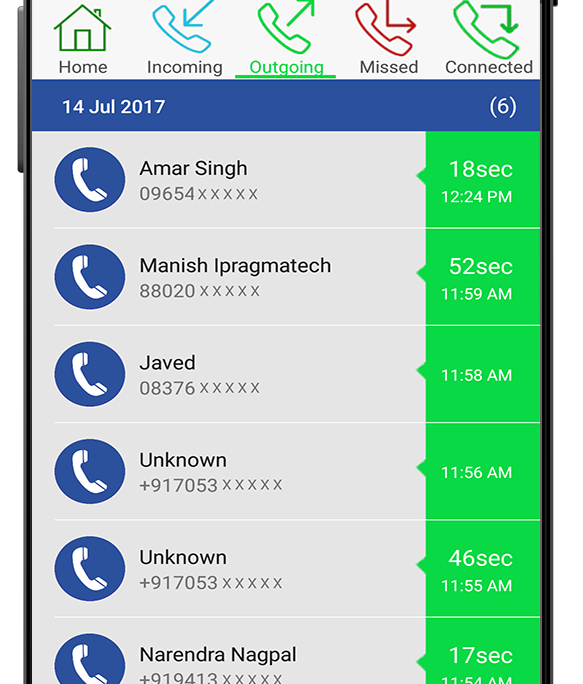 Home Incoming Outgoing Missed Connected
14 Jul 2017 (6)
Amar Singh 18sec
09654xxxxx 12:24 PM
Manish Ipragmatech 52sec
88020xxxxx 11:59 AM
Javed
08376xxxxx 11:58 AM
Unknown
+917053xxxxx 11:56 AM
Unknown 46sec
+917053xxxxx 11:55 AM
Narendra Nagpal 17sec
+919413xxxxx 11:54 AM